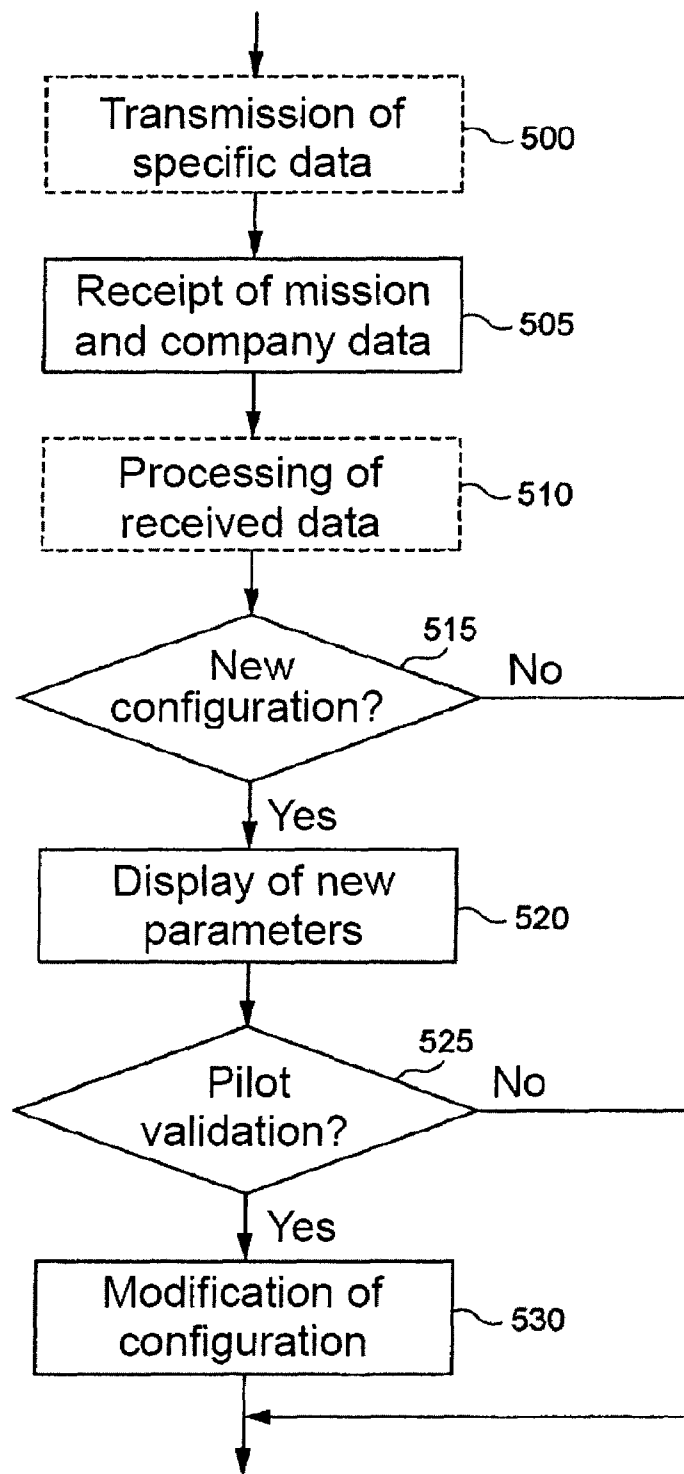 Transmission of
specific data
500
Receipt of mission
and company data
505
Processing of
received data
510
515
New
configuration?
No
Yes
Display of new
parameters
520
525
Pilot
validation?
No
Yes
Modification of
configuration
530